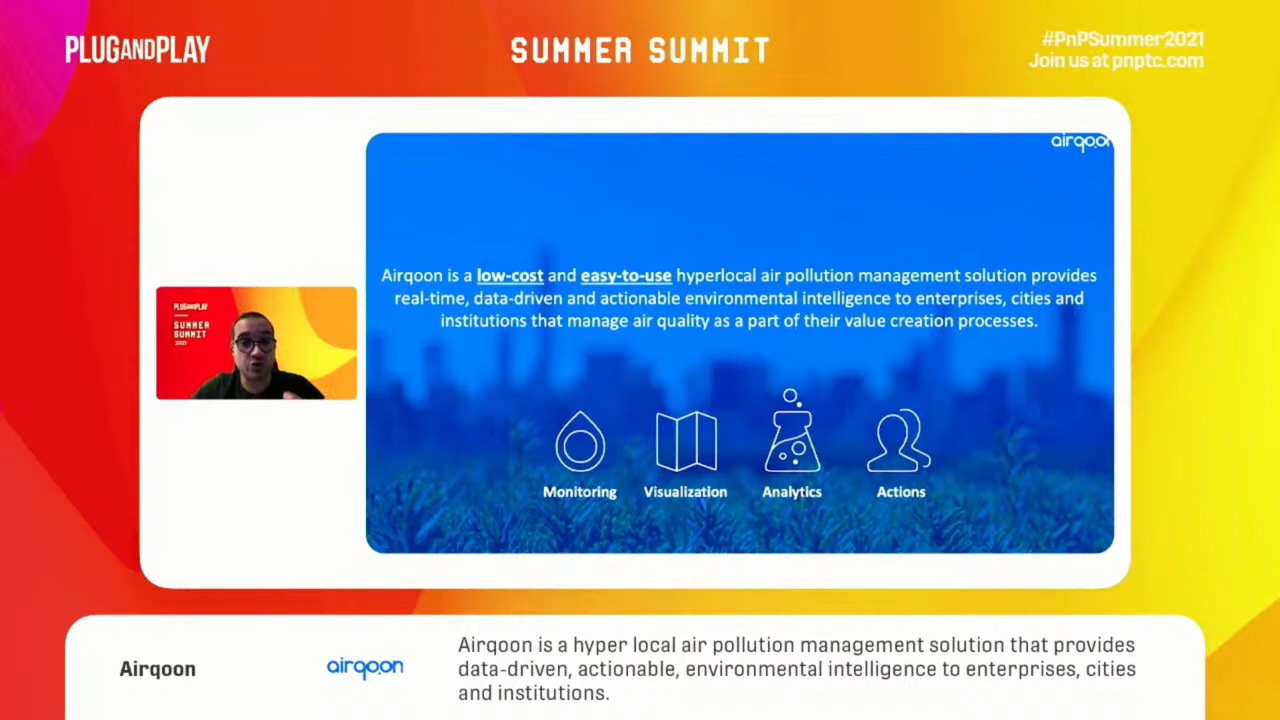 PLUGANDPLAY
SUMMER SUMMIT
#PnPSummer2021
Join us at pnptc.com
airqoon
Airqoon is a low-cost and easy-to-use hyperlocal air pollution management solution provides
real-time, data-driven and actionable environmental intelligence to enterprises, cities and
institutions that manage air quality as a part of their value creation processes.
PLUGANDPLAY
SUMMER
SUMMIT
2021
Monitoring
Visualization
Analytics
Actions
Airqoon
airqoon
Airqoon is a hyper local air pollution management solution that provides
data-driven, actionable, environmental intelligence to enterprises, cities
and institutions.